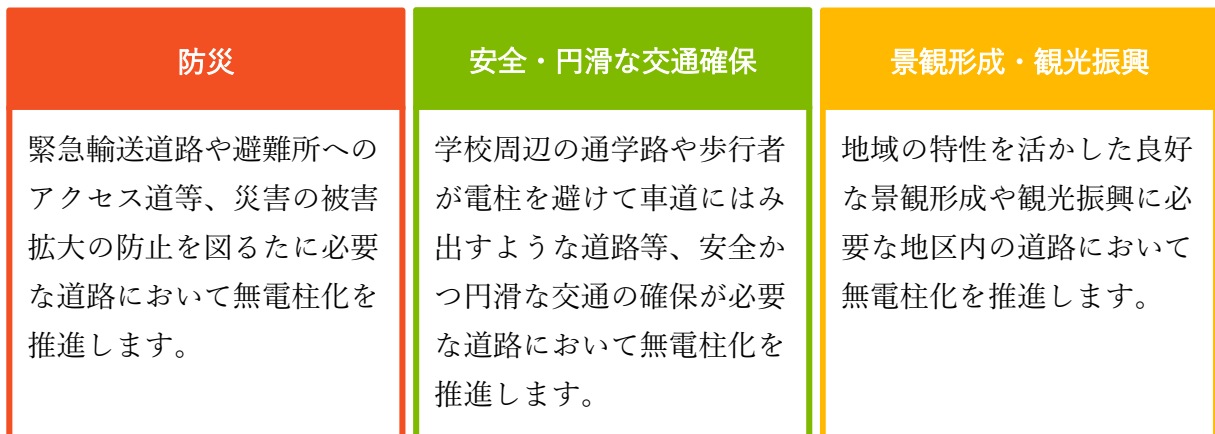 防災
緊急輸送道路や避難所への
アクセス道等、災害の被害
拡大の防止を図るたに必要
な道路において無電柱化を
推進します。
安全・円滑な交通確保
学校周辺の通学路や歩行者
が電柱を避けて車道にはみ
出すような道路等、安全か
つ円滑な交通の確保が必要
な道路において無電柱化を
推進します。
景観形成・観光振興
地域の特性を活かした良好
な景観形成や観光振興に必
要な地区内の道路において
無電柱化を推進します。